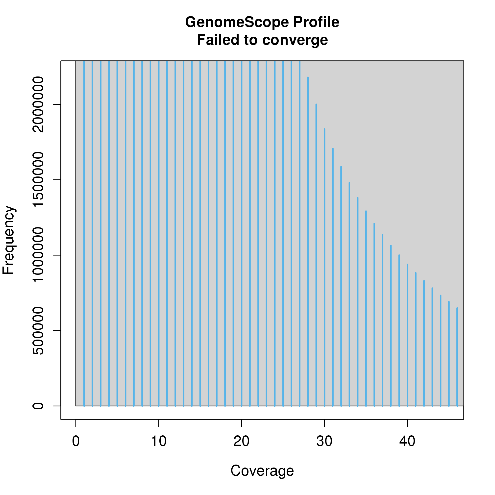 GenomeScope Profile
Failed to converge
Frequency
2000000
1500000
1000000
500000
0
0 10 20 30 40
Coverage